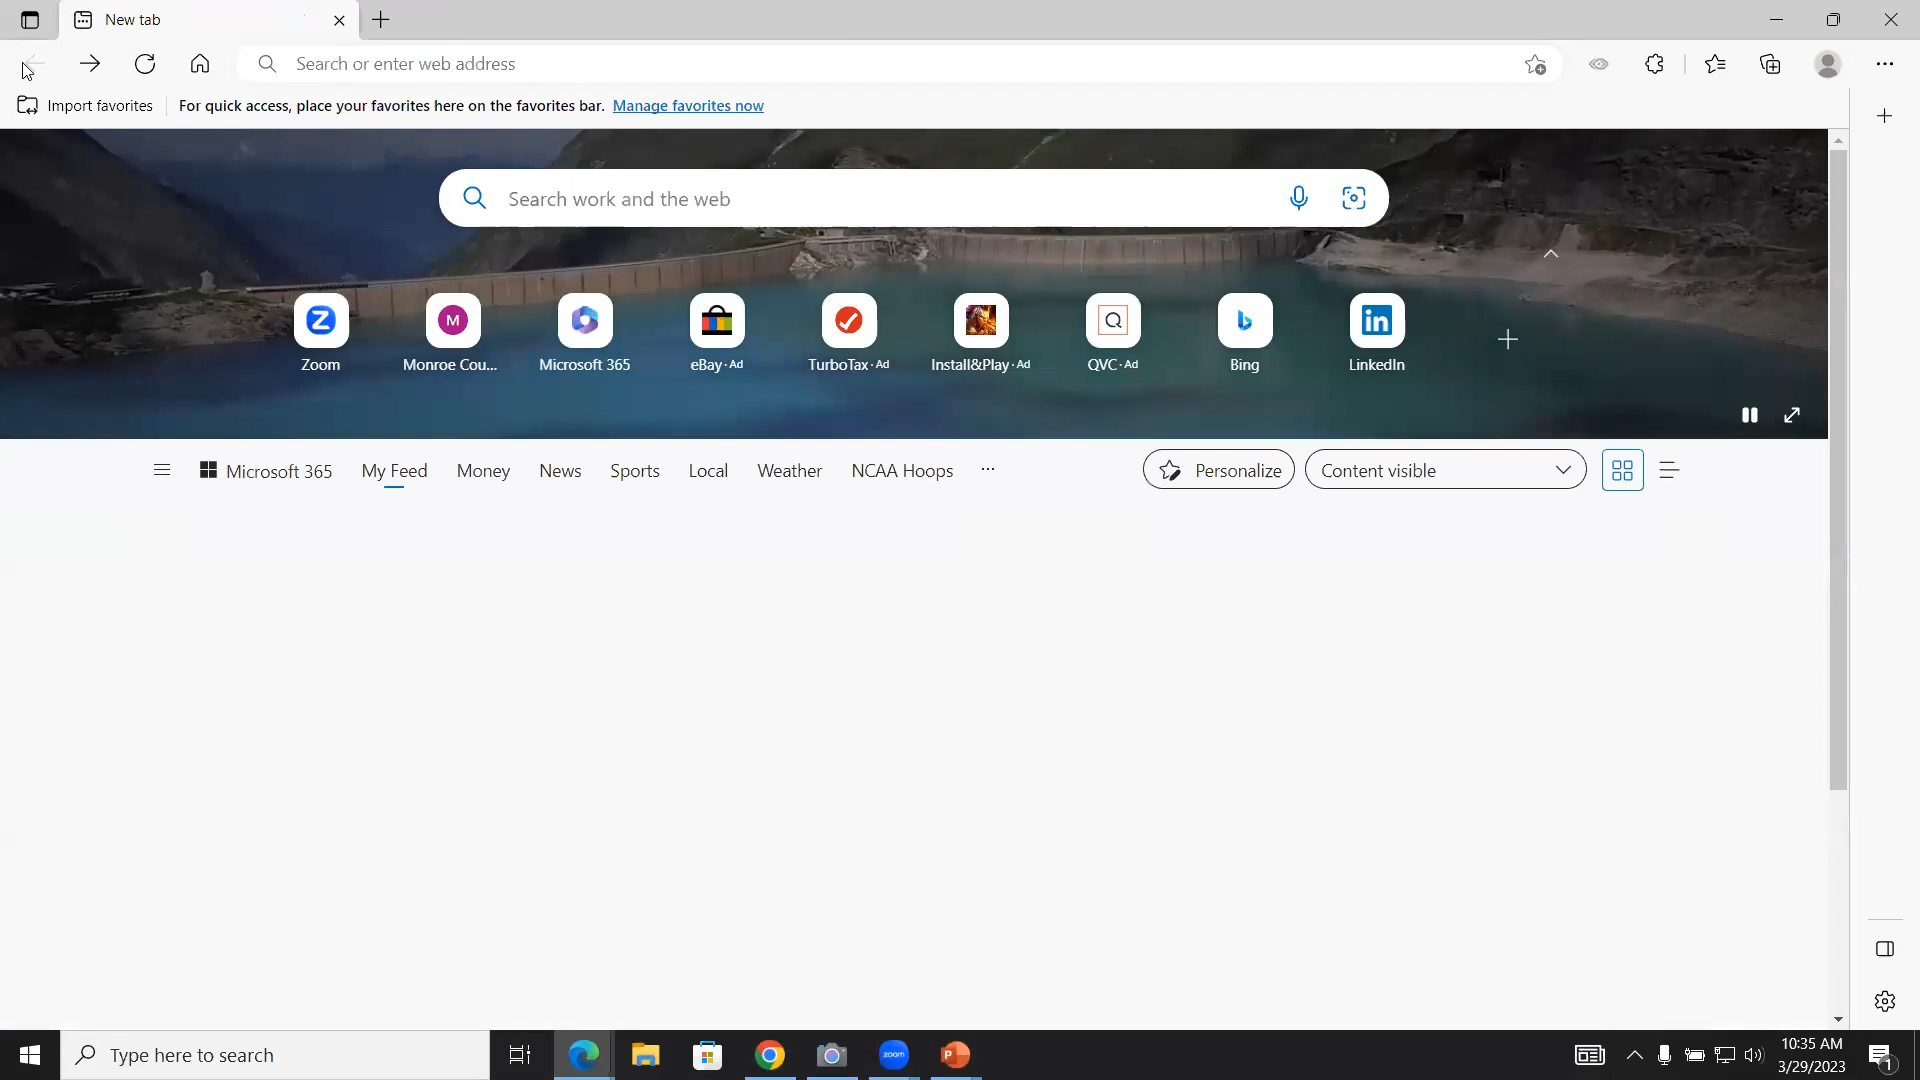 New tab
Search or enter web address
Import favorites
For quick access, place your favorites here on the favorites bar. Manage favorites now
Search work and the web
Z
M
Q
in
Zoom
Monroe Cou...
Microsoft 365
eBay · Ad
TurboTax · Ad
Install&Play · Ad
QVC · Ad
Bing
LinkedIn
Microsoft 365
My Feed
Money
News
Sports
Local
Weather
NCAA Hoops
Personalize
Content visible
Type here to search
zoom
P
10:35 AM
3/29/2023
1